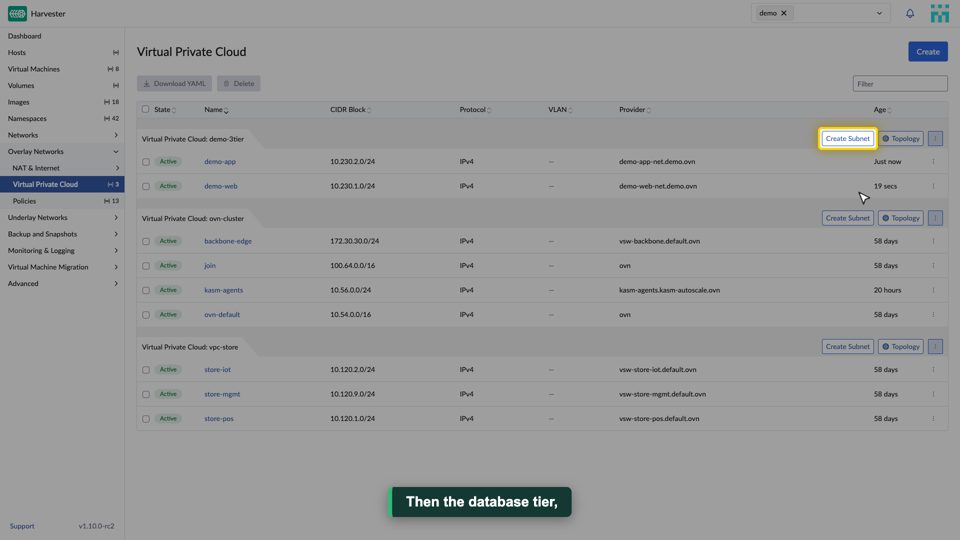 Harvester
demo
Dashboard
Hosts
Virtual Machines 8
Volumes
Images 18
Namespaces 42
Networks
Overlay Networks
NAT & Internet
Virtual Private Cloud 3
Policies 13
Underlay Networks
Backup and Snapshots
Monitoring & Logging
Virtual Machine Migration
Advanced
Support v1.10.0-rc2
Virtual Private Cloud
Create
Download YAML Delete
Filter
State Name CIDR Block Protocol VLAN Provider Age
Virtual Private Cloud: demo-3tier Create Subnet Topology
Active demo-app 10.230.2.0/24 IPv4 — demo-app-net.demo.ovn Just now
Active demo-web 10.230.1.0/24 IPv4 — demo-web-net.demo.ovn 19 secs
Virtual Private Cloud: ovn-cluster Create Subnet Topology
Active backbone-edge 172.30.30.0/24 IPv4 — vsw-backbone.default.ovn 58 days
Active join 100.64.0.0/16 IPv4 — ovn 58 days
Active kasm-agents 10.56.0.0/24 IPv4 — kasm-agents.kasm-autoscale.ovn 20 hours
Active ovn-default 10.54.0.0/16 IPv4 — ovn 58 days
Virtual Private Cloud: vpc-store Create Subnet Topology
Active store-iot 10.120.2.0/24 IPv4 — vsw-store-iot.default.ovn 58 days
Active store-mgmt 10.120.9.0/24 IPv4 — vsw-store-mgmt.default.ovn 58 days
Active store-pos 10.120.1.0/24 IPv4 — vsw-store-pos.default.ovn 58 days
Then the database tier,